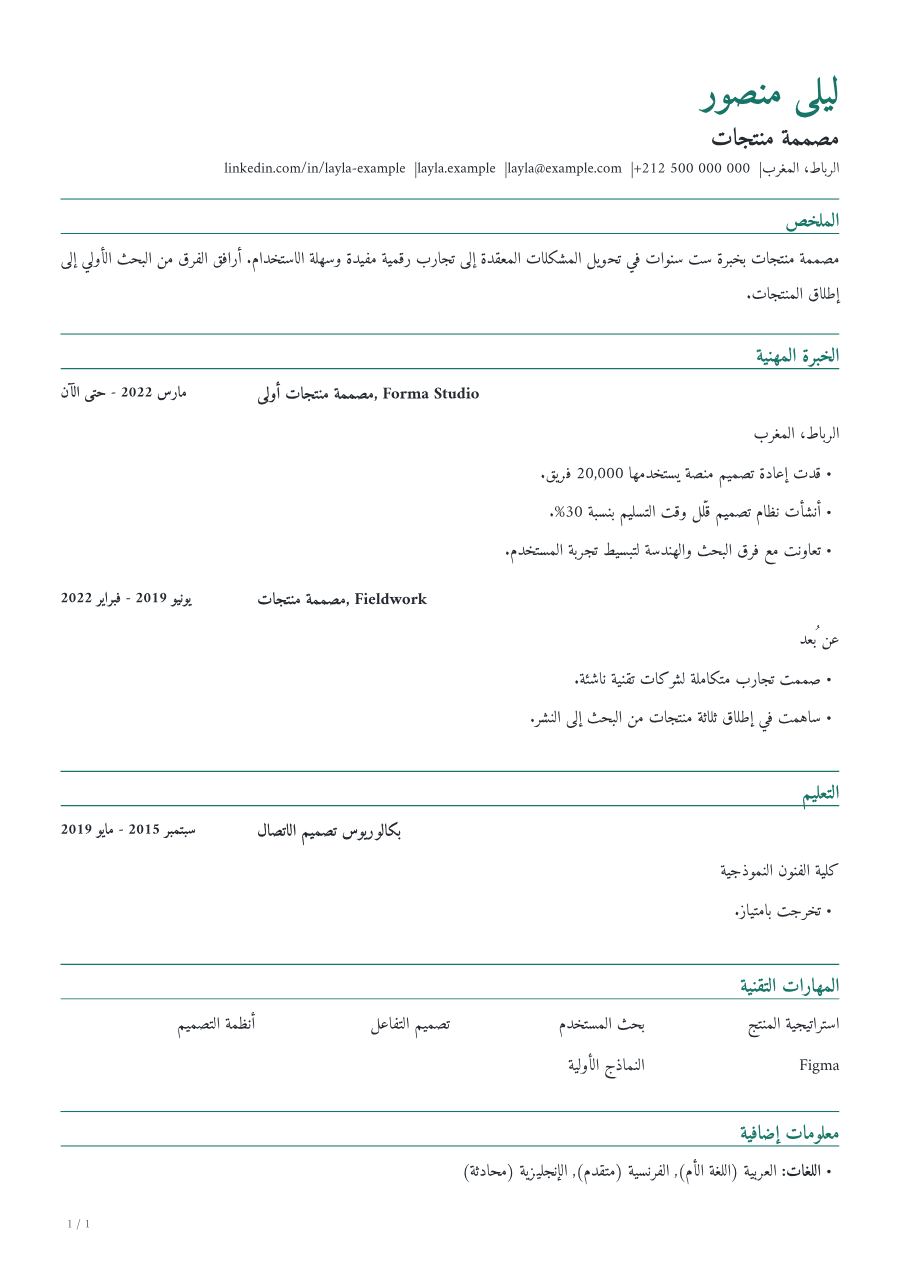 ليلى منصور
مصممة منتجات
الرباط، المغرب| +212 500 000 000 |layla@example.com |layla.example |linkedin.com/in/layla-example
الملخص
مصممة منتجات بخبرة ست سنوات في تحويل المشكلات المعقدة إلى تجارب رقمية مفيدة وسهلة الاستخدام. أرافق الفرق من البحث الأولي إلى
إطلاق المنتجات.
الخبرة المهنية
مصممة منتجات أولى, Forma Studio مارس 2022 - حتى الآن
الرباط، المغرب
• قدت إعادة تصميم منصة يستخدمها 20,000 فريق.
• أنشأت نظام تصميم قلّل وقت التسليم بنسبة 30%.
• تعاونت مع فرق البحث والهندسة لتبسيط تجربة المستخدم.
مصممة منتجات, Fieldwork يونيو 2019 - فبراير 2022
عن بُعد
• صممت تجارب متكاملة لشركات تقنية ناشئة.
• ساهمت في إطلاق ثلاثة منتجات من البحث إلى النشر.
التعليم
بكالوريوس تصميم الاتصال سبتمبر 2015 - مايو 2019
كلية الفنون النموذجية
• تخرجت بامتياز.
المهارات التقنية
استراتيجية المنتج بحث المستخدم تصميم التفاعل أنظمة التصميم
Figma النماذج الأولية
معلومات إضافية
• اللغات: العربية (اللغة الأم), الفرنسية (متقدم), الإنجليزية (محادثة)
1 / 1